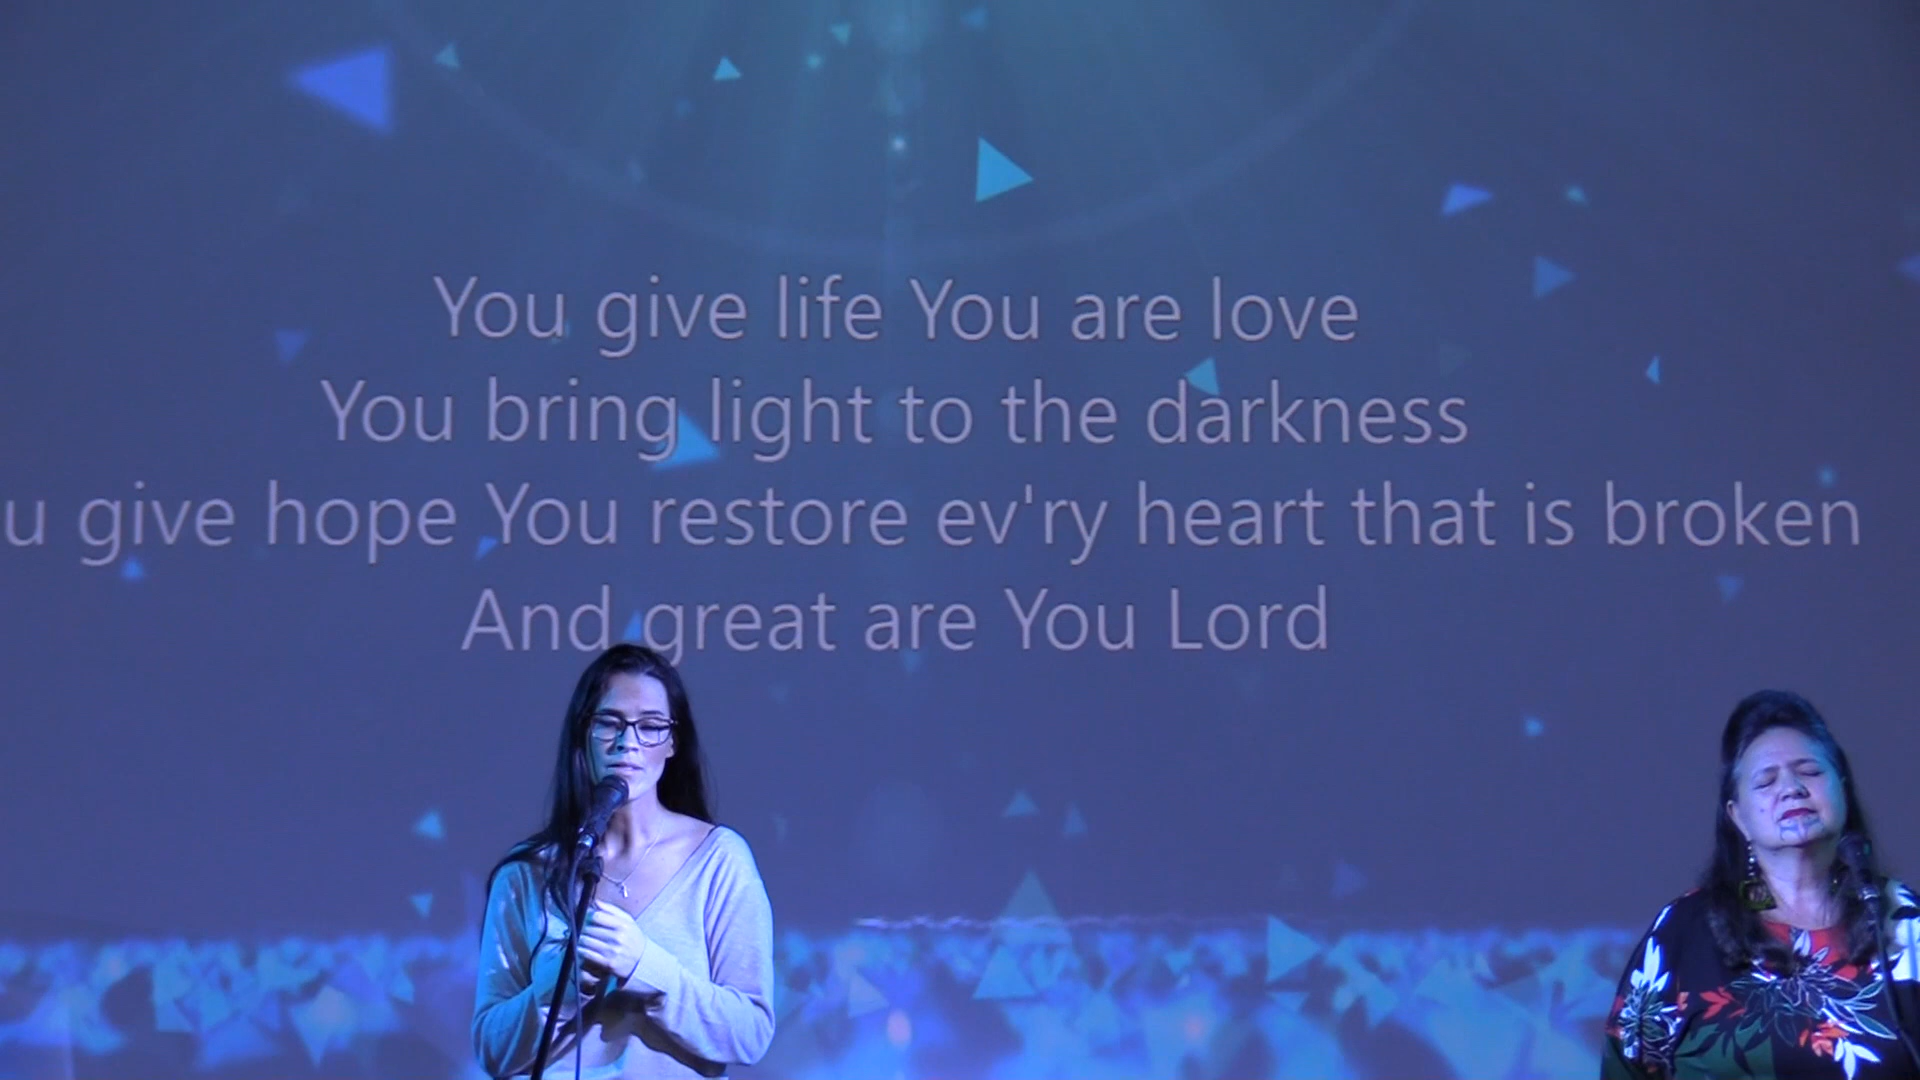 You give life You are love
You bring light to the darkness
u give hope You restore ev'ry heart that is broken
And great are You Lord